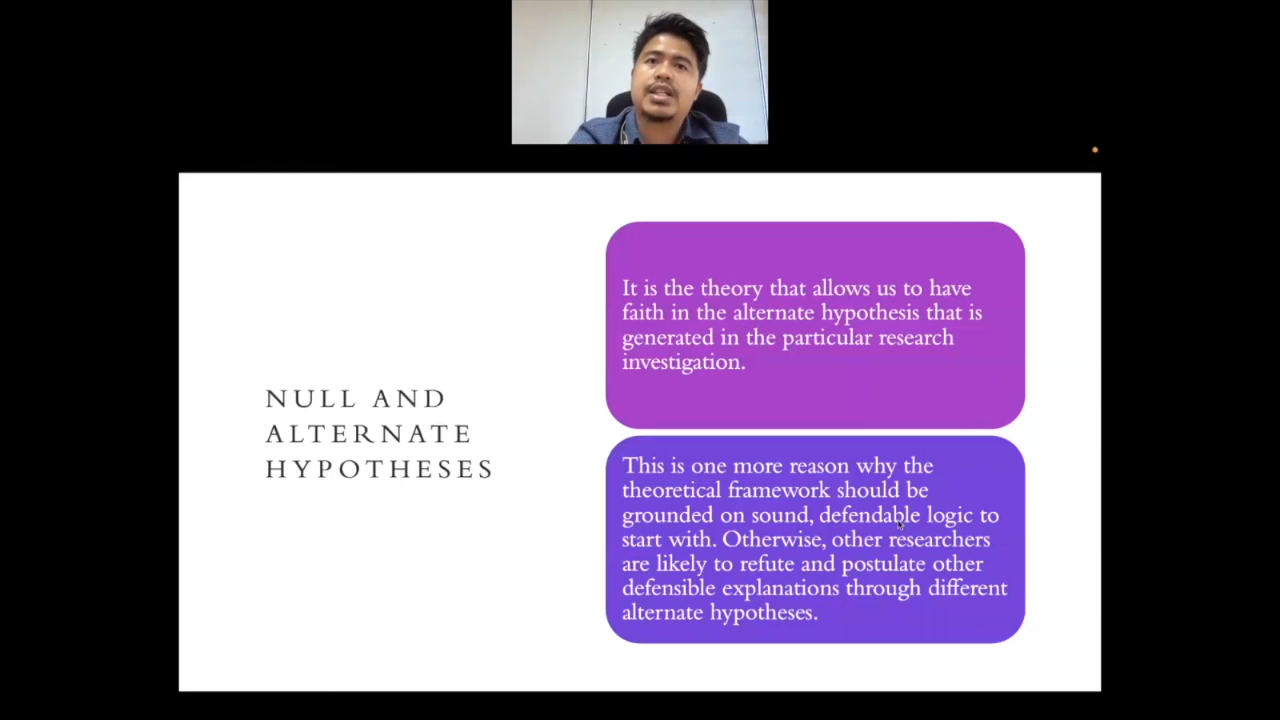 NULL AND
ALTERNATE
HYPOTHESES
It is the theory that allows us to have
faith in the alternate hypothesis that is
generated in the particular research
investigation.
This is one more reason why the
theoretical framework should be
grounded on sound, defendable logic to
start with. Otherwise, other researchers
are likely to refute and postulate other
defensible explanations through different
alternate hypotheses.